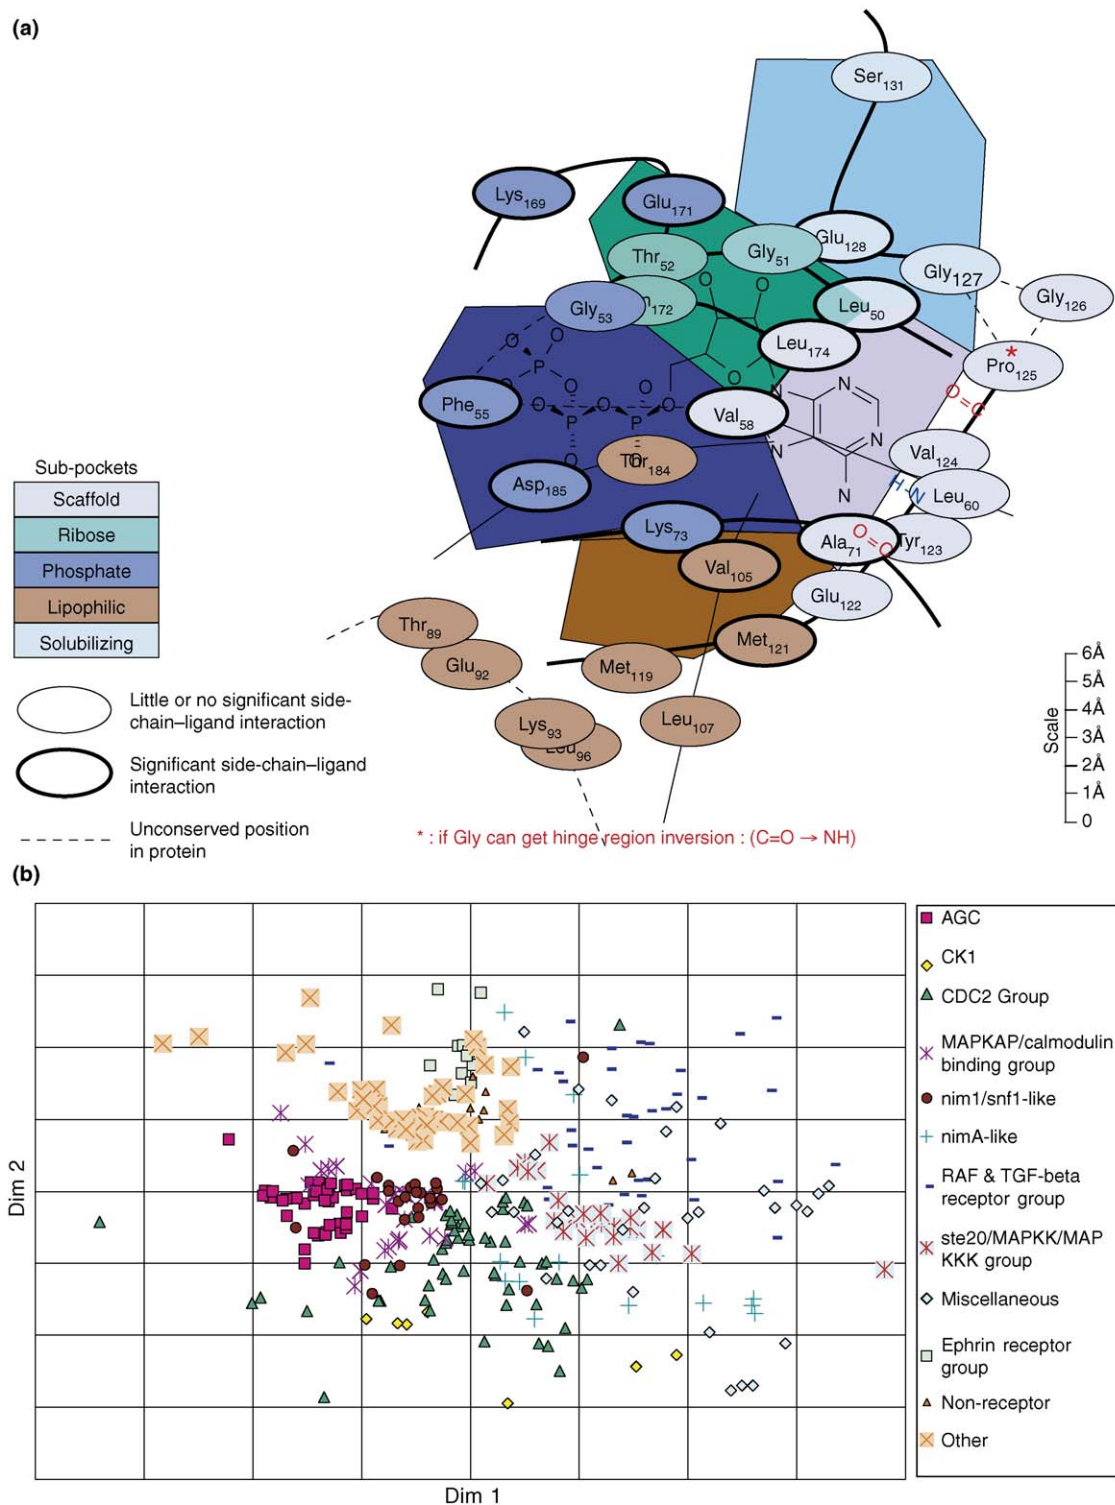 (a)
Ser131
Lys169
Glu171
Thr52
Gly51
Glu128
Gly127
Gly126
Gly53
n172
Leu50
Leu174
Pro125
*
O=C
Phe55
Val58
Val124
Thr184
H-N
Leu60
Asp185
Lys73
Ala71
Tyr123
Val105
Glu122
Thr89
Glu92
Met119
Met121
Lys93
Leu107
Leu96
O
O
O
P
O
O
O
P
O
P
O
O
O
O
O
N
N
N
N
N
O=C
Sub-pockets
Scaffold
Ribose
Phosphate
Lipophilic
Solubilizing
Little or no significant side-
chain–ligand interaction
Significant side-chain–ligand
interaction
Unconserved position
in protein
Scale
6Å
5Å
4Å
3Å
2Å
1Å
0
* : if Gly can get hinge region inversion : (C=O → NH)
(b)
Dim 2
Dim 1
AGC
CK1
CDC2 Group
MAPKAP/calmodulin
binding group
nim1/snf1-like
nimA-like
RAF & TGF-beta
receptor group
ste20/MAPKK/MAP
KKK group
Miscellaneous
Ephrin receptor
group
Non-receptor
Other